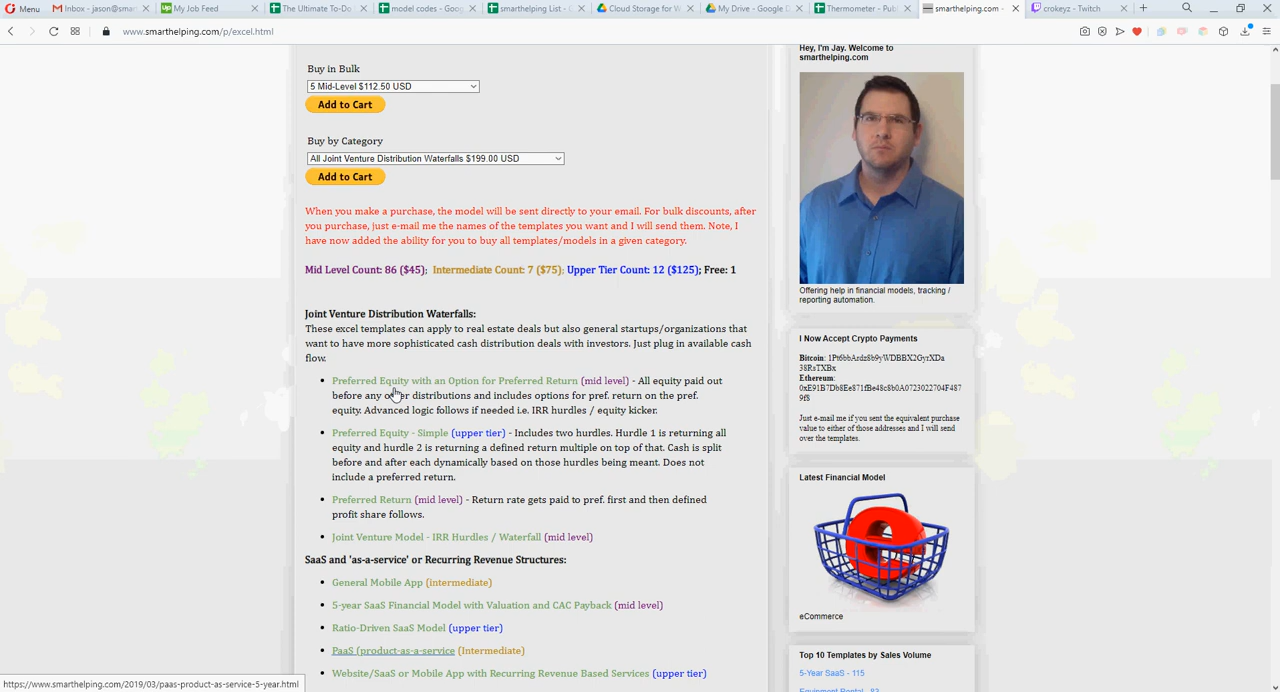 Menu
Inbox - jason@smar
My Job Feed
The Ultimate To-Do
model codes - Goog
smarthelping List - G
Cloud Storage for W
My Drive - Google D
Thermometer - Pub
smarthelping.com -
crokeyz - Twitch
www.smarthelping.com/p/excel.html
Buy in Bulk
5 Mid-Level $112.50 USD
Add to Cart
Buy by Category
All Joint Venture Distribution Waterfalls $199.00 USD
Add to Cart
When you make a purchase, the model will be sent directly to your email. For bulk discounts, after
you purchase, just e-mail me the names of the templates you want and I will send them. Note, I
have now added the ability for you to buy all templates/models in a given category.
Mid Level Count: 86 ($45); Intermediate Count: 7 ($75); Upper Tier Count: 12 ($125); Free: 1
Joint Venture Distribution Waterfalls:
These excel templates can apply to real estate deals but also general startups/organizations that
want to have more sophisticated cash distribution deals with investors. Just plug in available cash
flow.
Preferred Equity with an Option for Preferred Return (mid level) - All equity paid out
before any other distributions and includes options for pref. return on the pref.
equity. Advanced logic follows if needed i.e. IRR hurdles / equity kicker.
Preferred Equity - Simple (upper tier) - Includes two hurdles. Hurdle 1 is returning all
equity and hurdle 2 is returning a defined return multiple on top of that. Cash is split
before and after each dynamically based on those hurdles being meant. Does not
include a preferred return.
Preferred Return (mid level) - Return rate gets paid to pref. first and then defined
profit share follows.
Joint Venture Model - IRR Hurdles / Waterfall (mid level)
SaaS and 'as-a-service' or Recurring Revenue Structures:
General Mobile App (intermediate)
5-year SaaS Financial Model with Valuation and CAC Payback (mid level)
Ratio-Driven SaaS Model (upper tier)
PaaS (product-as-a-service (Intermediate)
Website/SaaS or Mobile App with Recurring Revenue Based Services (upper tier)
https://www.smarthelping.com/2019/03/paas-product-as-service-5-year.html
Hey, I'm Jay. Welcome to
smarthelping.com
Offering help in financial models, tracking /
reporting automation.
I Now Accept Crypto Payments
Bitcoin:
Ethereum:
Just e-mail me if you sent the equivalent purchase
value to either of those addresses and I will send
over the templates.
Latest Financial Model
eCommerce
Top 10 Templates by Sales Volume
5-Year SaaS - 115
Equipment Rental - 83